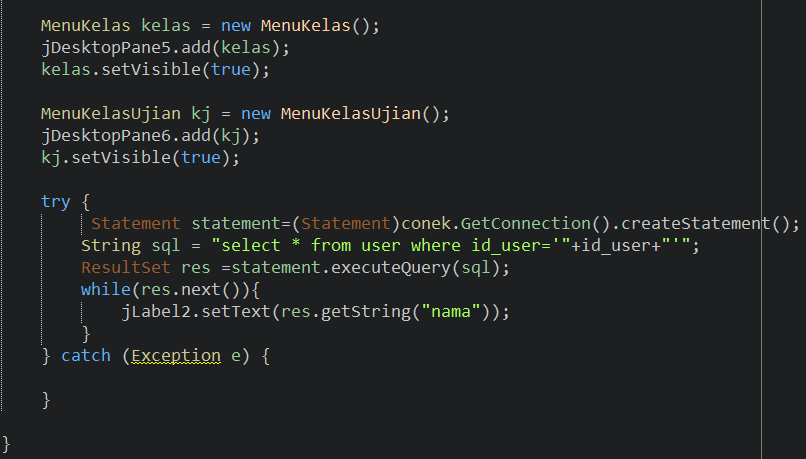 MenuKelas kelas = new MenuKelas();
jDesktopPane5.add(kelas);
kelas.setVisible(true);
MenuKelasUjian kj = new MenuKelasUjian();
jDesktopPane6.add(kj);
kj.setVisible(true);
try {
Statement statement=(Statement)conek.GetConnection().createStatement();
String sql = "select * from user where id_user='"+id_user+"'";
ResultSet res =statement.executeQuery(sql);
while(res.next()){
jLabel2.setText(res.getString("nama"));
}
} catch (Exception e) {
}
}